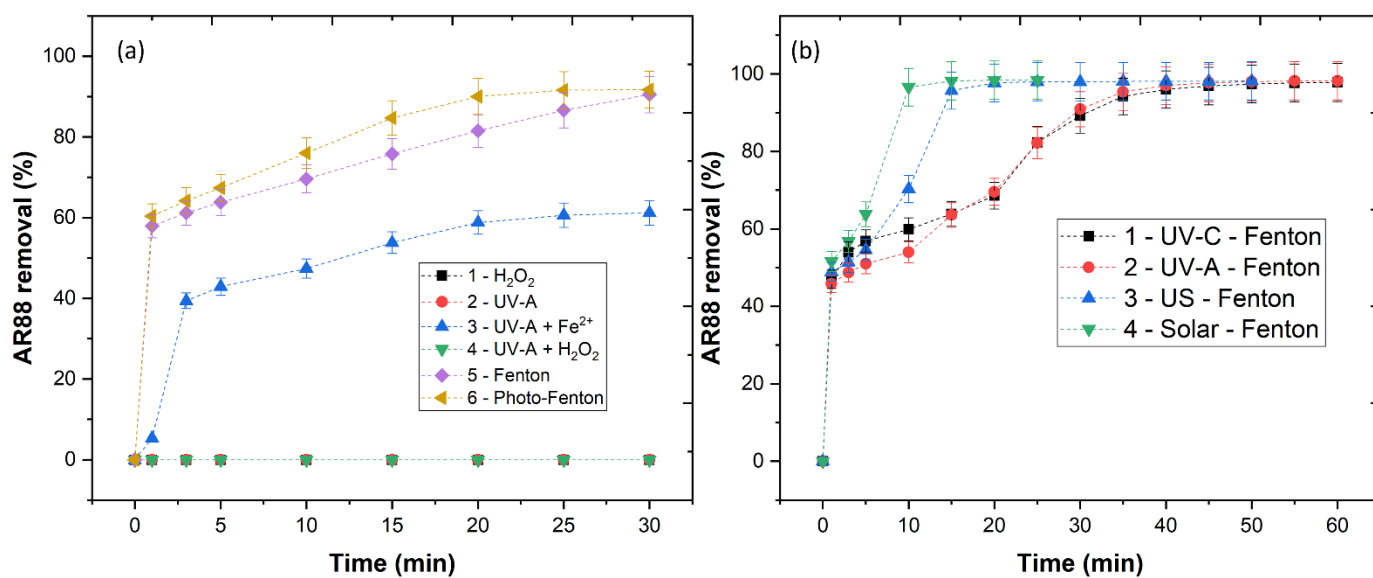 (a)
AR88 removal (%)
100
80
60
40
20
0
1 - H₂O₂
2 - UV-A
3 - UV-A + Fe²⁺
4 - UV-A + H₂O₂
5 - Fenton
6 - Photo-Fenton
0 5 10 15 20 25 30
Time (min)
(b)
AR88 removal (%)
100
80
60
40
20
0
1 - UV-C - Fenton
2 - UV-A - Fenton
3 - US - Fenton
4 - Solar - Fenton
0 10 20 30 40 50 60
Time (min)